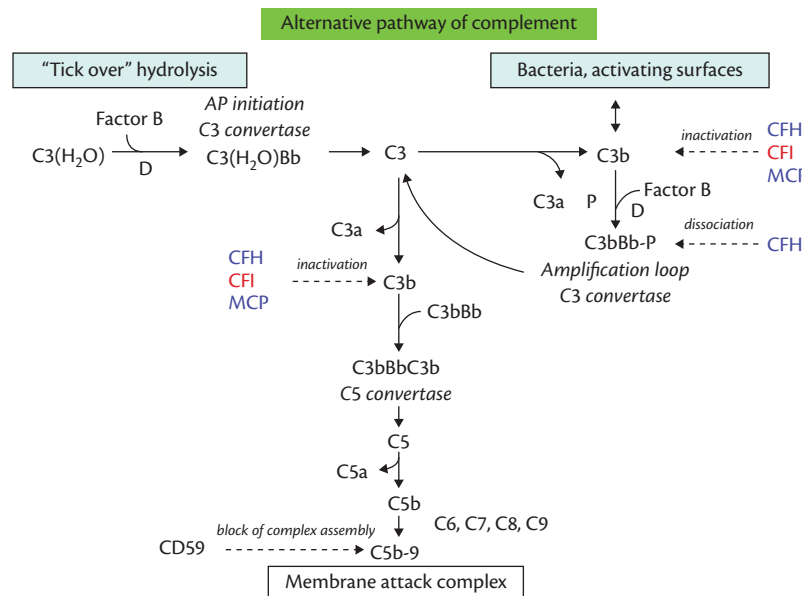 Alternative pathway of complement
"Tick over" hydrolysis
Bacteria, activating surfaces
AP initiation
C3 convertase
Factor B
C3(H₂O)
D
C3(H₂O)Bb
C3
C3b
inactivation
CFH
CFI
MCP
C3a
P
Factor B
D
C3a
C3bBb-P
dissociation
CFH
Amplification loop
C3 convertase
CFH
CFI
MCP
inactivation
C3b
C3bBb
C3bBbC3b
C5 convertase
C5
C5a
C5b
C6, C7, C8, C9
block of complex assembly
CD59
C5b-9
Membrane attack complex